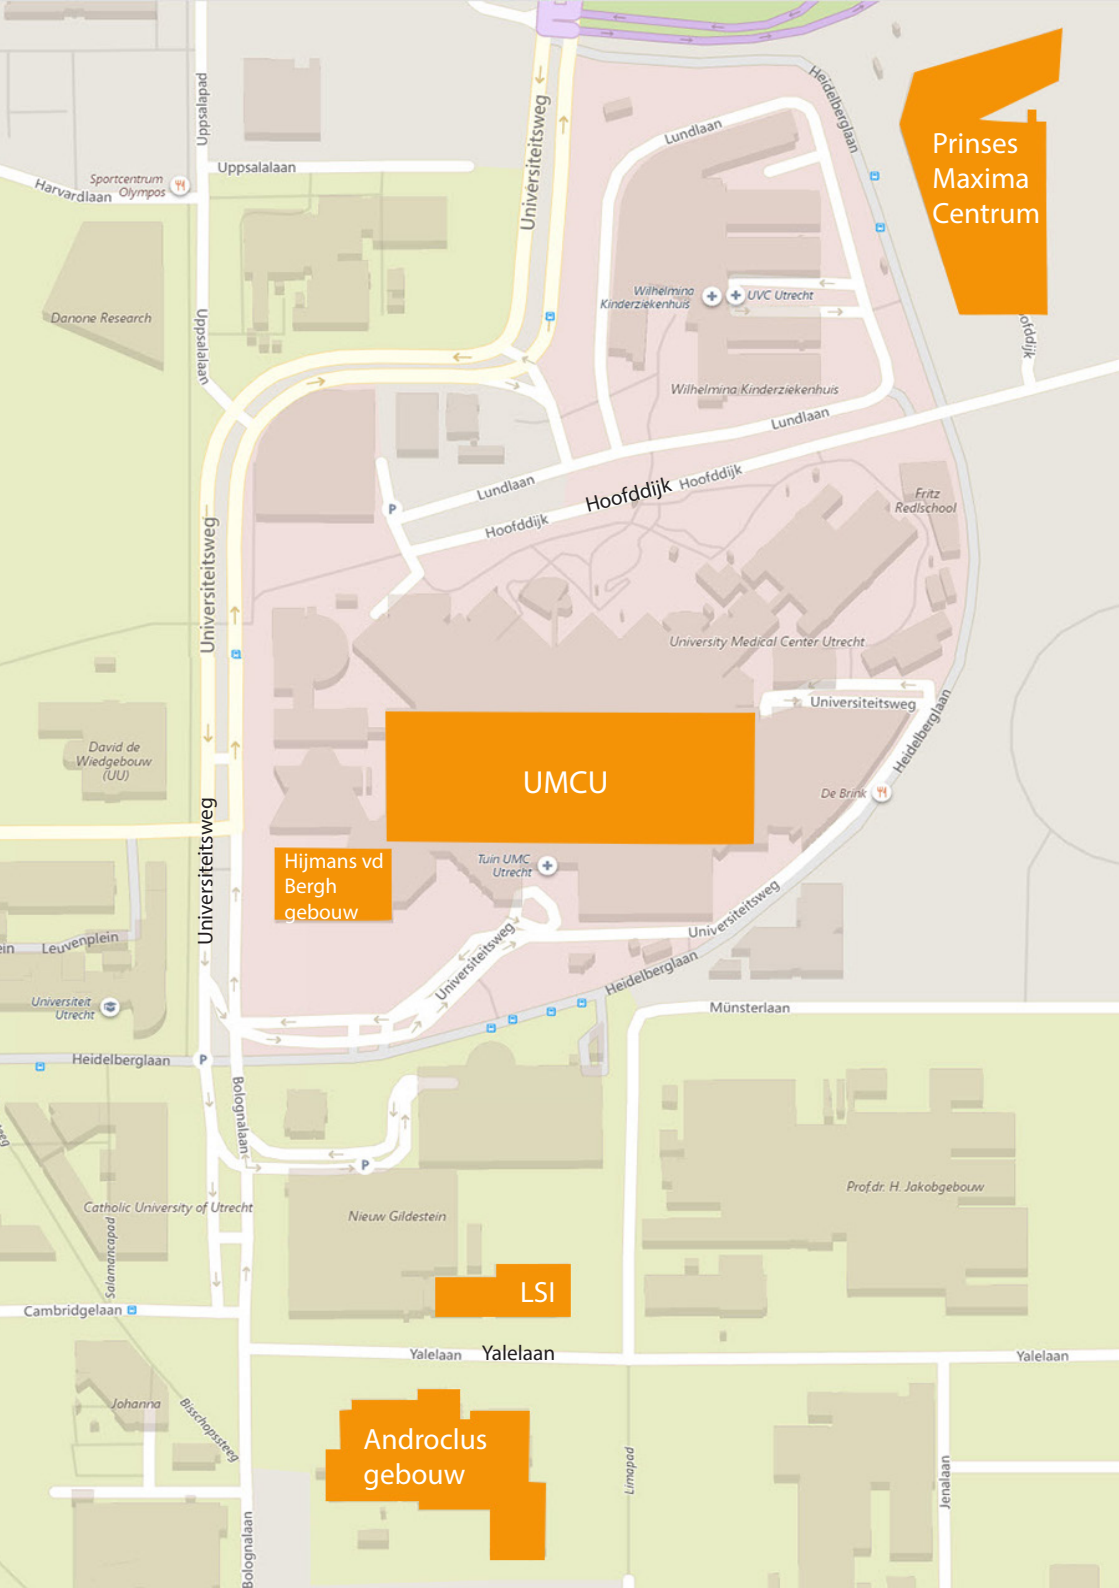 Uppsalapad
Universiteitsweg
Heidelberglaan
Lundlaan
Prinses
Maxima
Centrum
Uppsalalaan
Sportcentrum
Olympos
Harvardlaan
Danone Research
Uppsalalaan
Wilhelmina
Kinderziekenhuis
UVC Utrecht
ofddijk
Wilhelmina Kinderziekenhuis
Lundlaan
Lundlaan
P
Hoofddijk
Hoofddijk
Hoofddijk
Fritz
Redlschool
Universiteitsweg
University Medical Center Utrecht
Universiteitsweg
Heidelberglaan
David de
Wiedgebouw
(UU)
UMCU
De Brink
Universiteitsweg
Hijmans vd
Bergh
gebouw
Tuin UMC
Utrecht
ein
Leuvenplein
Universiteitsweg
Universiteitsweg
Heidelberglaan
Universiteit
Utrecht
Münsterlaan
Heidelberglaan
P
Bolognalaan
P
Catholic University of Utrecht
Salamancapad
Nieuw Gildestein
Prof.dr. H. Jakobgebouw
LSI
Cambridgelaan
Yalelaan
Yalelaan
Yalelaan
Johanna
Bisschopssteeg
Androclus
gebouw
Limapad
Jenalaan
Bolognalaan